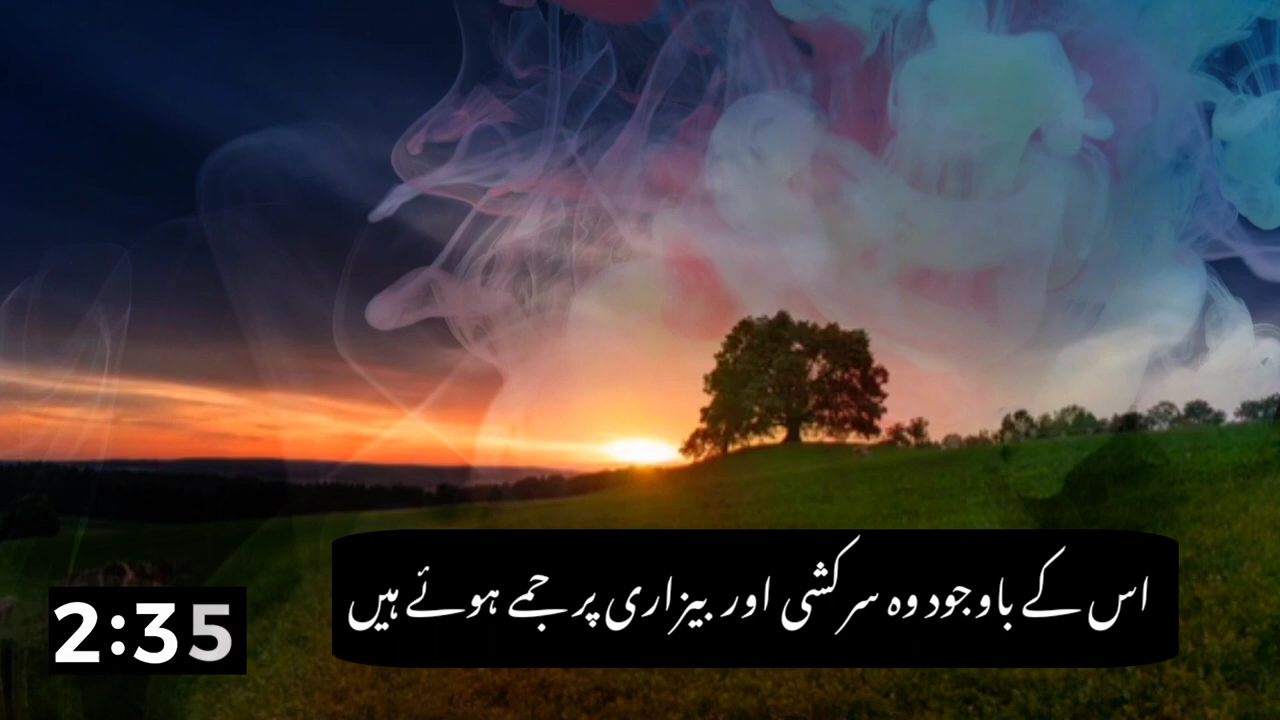 اس کے باوجود وہ سرکشی اور بیزاری پر جمے ہوئے ہیں
2:35